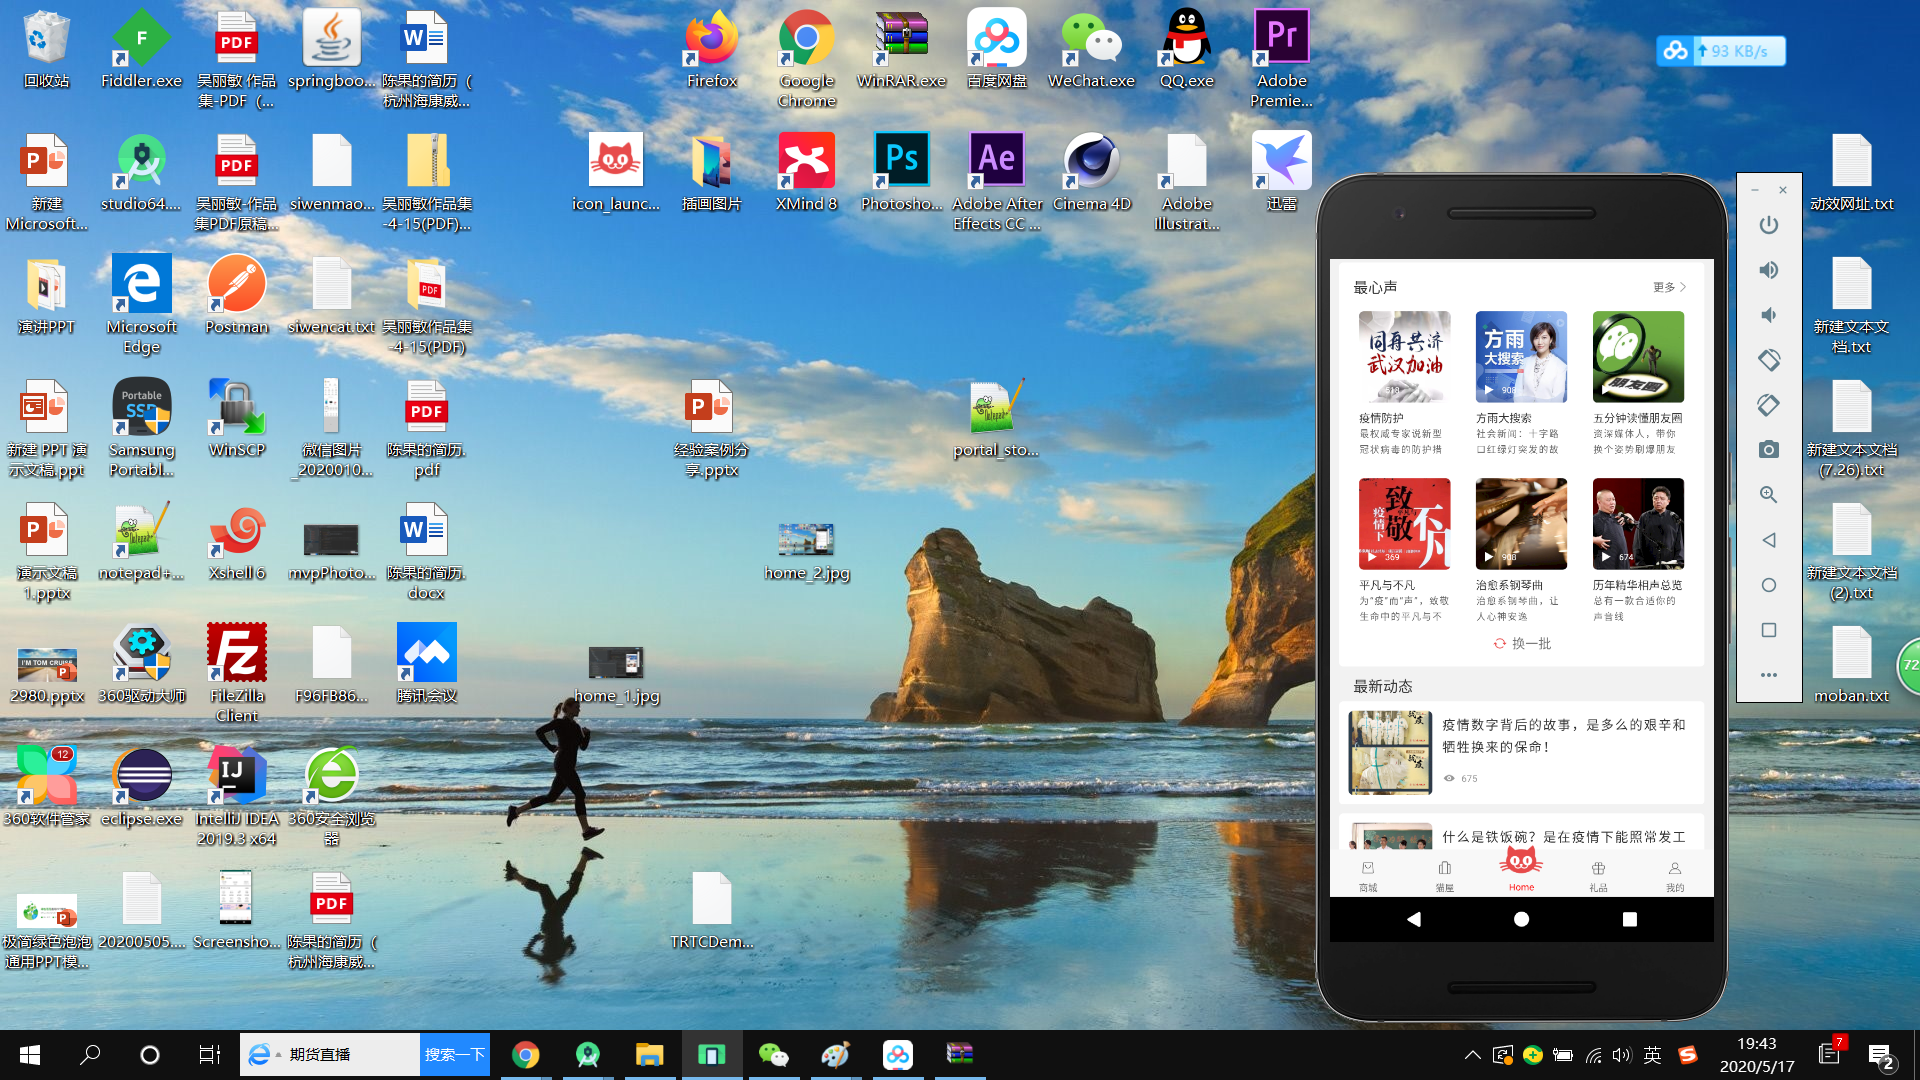 回收站
Fiddler.exe
吴丽敏 作品
集-PDF（...
springboo...
陈果的简历（
杭州海康威...
Firefox
Google
Chrome
WinRAR.exe
百度网盘
WeChat.exe
QQ.exe
Adobe
Premie...
93 KB/s
新建
Microsoft...
studio64....
吴丽敏-作品
集PDF原稿...
siwenmao...
吴丽敏作品集
-4-15(PDF)...
icon_launc...
插画图片
XMind 8
Photosho...
Adobe After
Effects CC ...
Cinema 4D
Adobe
Illustrat...
迅雷
动效网址.txt
演讲PPT
Microsoft
Edge
Postman
siwencat.txt
吴丽敏作品集
-4-15(PDF)
新建文本文
档.txt
新建 PPT 演
示文稿.ppt
Samsung
Portabl...
WinSCP
微信图片
_2020010...
陈果的简历.
pdf
经验案例分
享.pptx
portal_sto...
新建文本文档
(7.26).txt
演示文稿
1.pptx
notepad+...
Xshell 6
mvpPhoto...
陈果的简历.
docx
home_2.jpg
新建文本文档
(2).txt
2980.pptx
360驱动大师
FileZilla
Client
F96FB86...
腾讯会议
home_1.jpg
moban.txt
72
12
360软件管家
eclipse.exe
IntelliJ IDEA
2019.3 x64
360安全浏览
器
极简绿色泡泡
通用PPT模...
20200505....
Screensho...
陈果的简历（
杭州海康威...
TRTCDem...
最心声
更多
同舟共济
武汉加油
518
方雨
大搜索
908
朋友圈
疫情防护
最权威专家说新型
冠状病毒的防护措
方雨大搜索
社会新闻：十字路
口红绿灯突发的故
五分钟读懂朋友圈
资深媒体人，带你
换个姿势刷爆朋友
致敬
疫情下
不凡
369
908
674
平凡与不凡
为“疫”而“声”，致敬
生命中的平凡与不
治愈系钢琴曲
治愈系钢琴曲，让
人心神安逸
历年精华相声总览
总有一款合适你的
声音线
换一批
最新动态
疫情数字背后的故事，是多么的艰辛和
牺牲换来的保命！
675
什么是铁饭碗？是在疫情下能照常发工
商城
猫屋
Home
礼品
我的
期货直播
搜索一下
英
19:43
2020/5/17
7
2